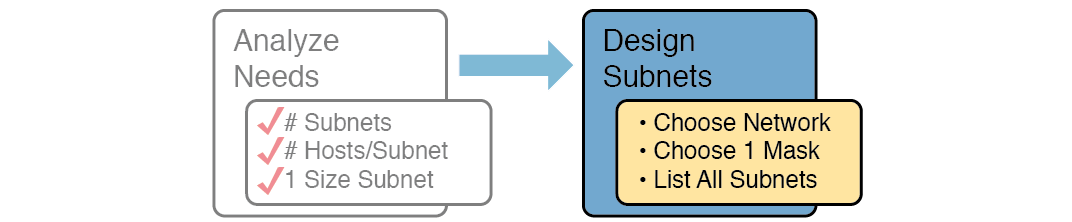 Analyze
Needs
# Subnets
# Hosts/Subnet
1 Size Subnet
Design
Subnets
• Choose Network
• Choose 1 Mask
• List All Subnets